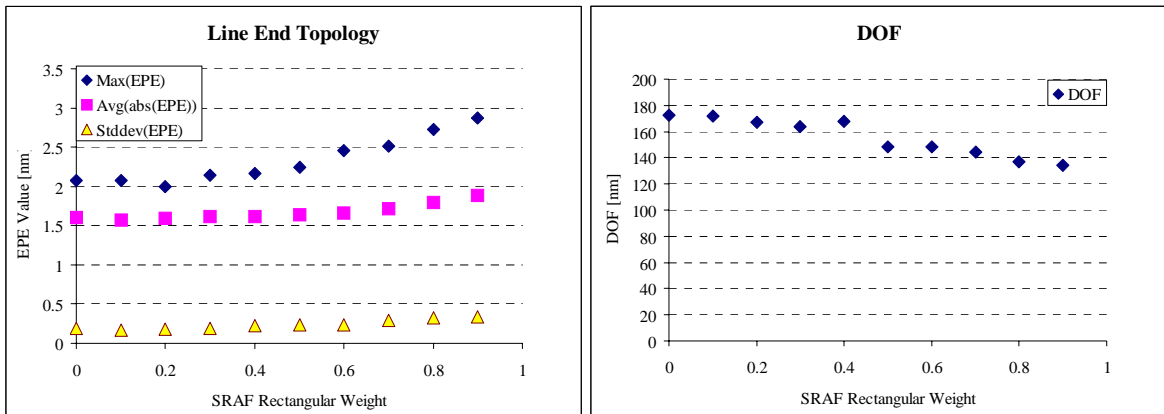 Line End Topology
3.5
3
2.5
2
1.5
1
0.5
0
EPE Value [nm]
Max(EPE)
Avg(abs(EPE))
Stddev(EPE)
0 0.2 0.4 0.6 0.8 1
SRAF Rectangular Weight
DOF
200
180
160
140
120
100
80
60
40
20
0
DOF [nm]
DOF
0 0.2 0.4 0.6 0.8 1
SRAF Rectangular Weight